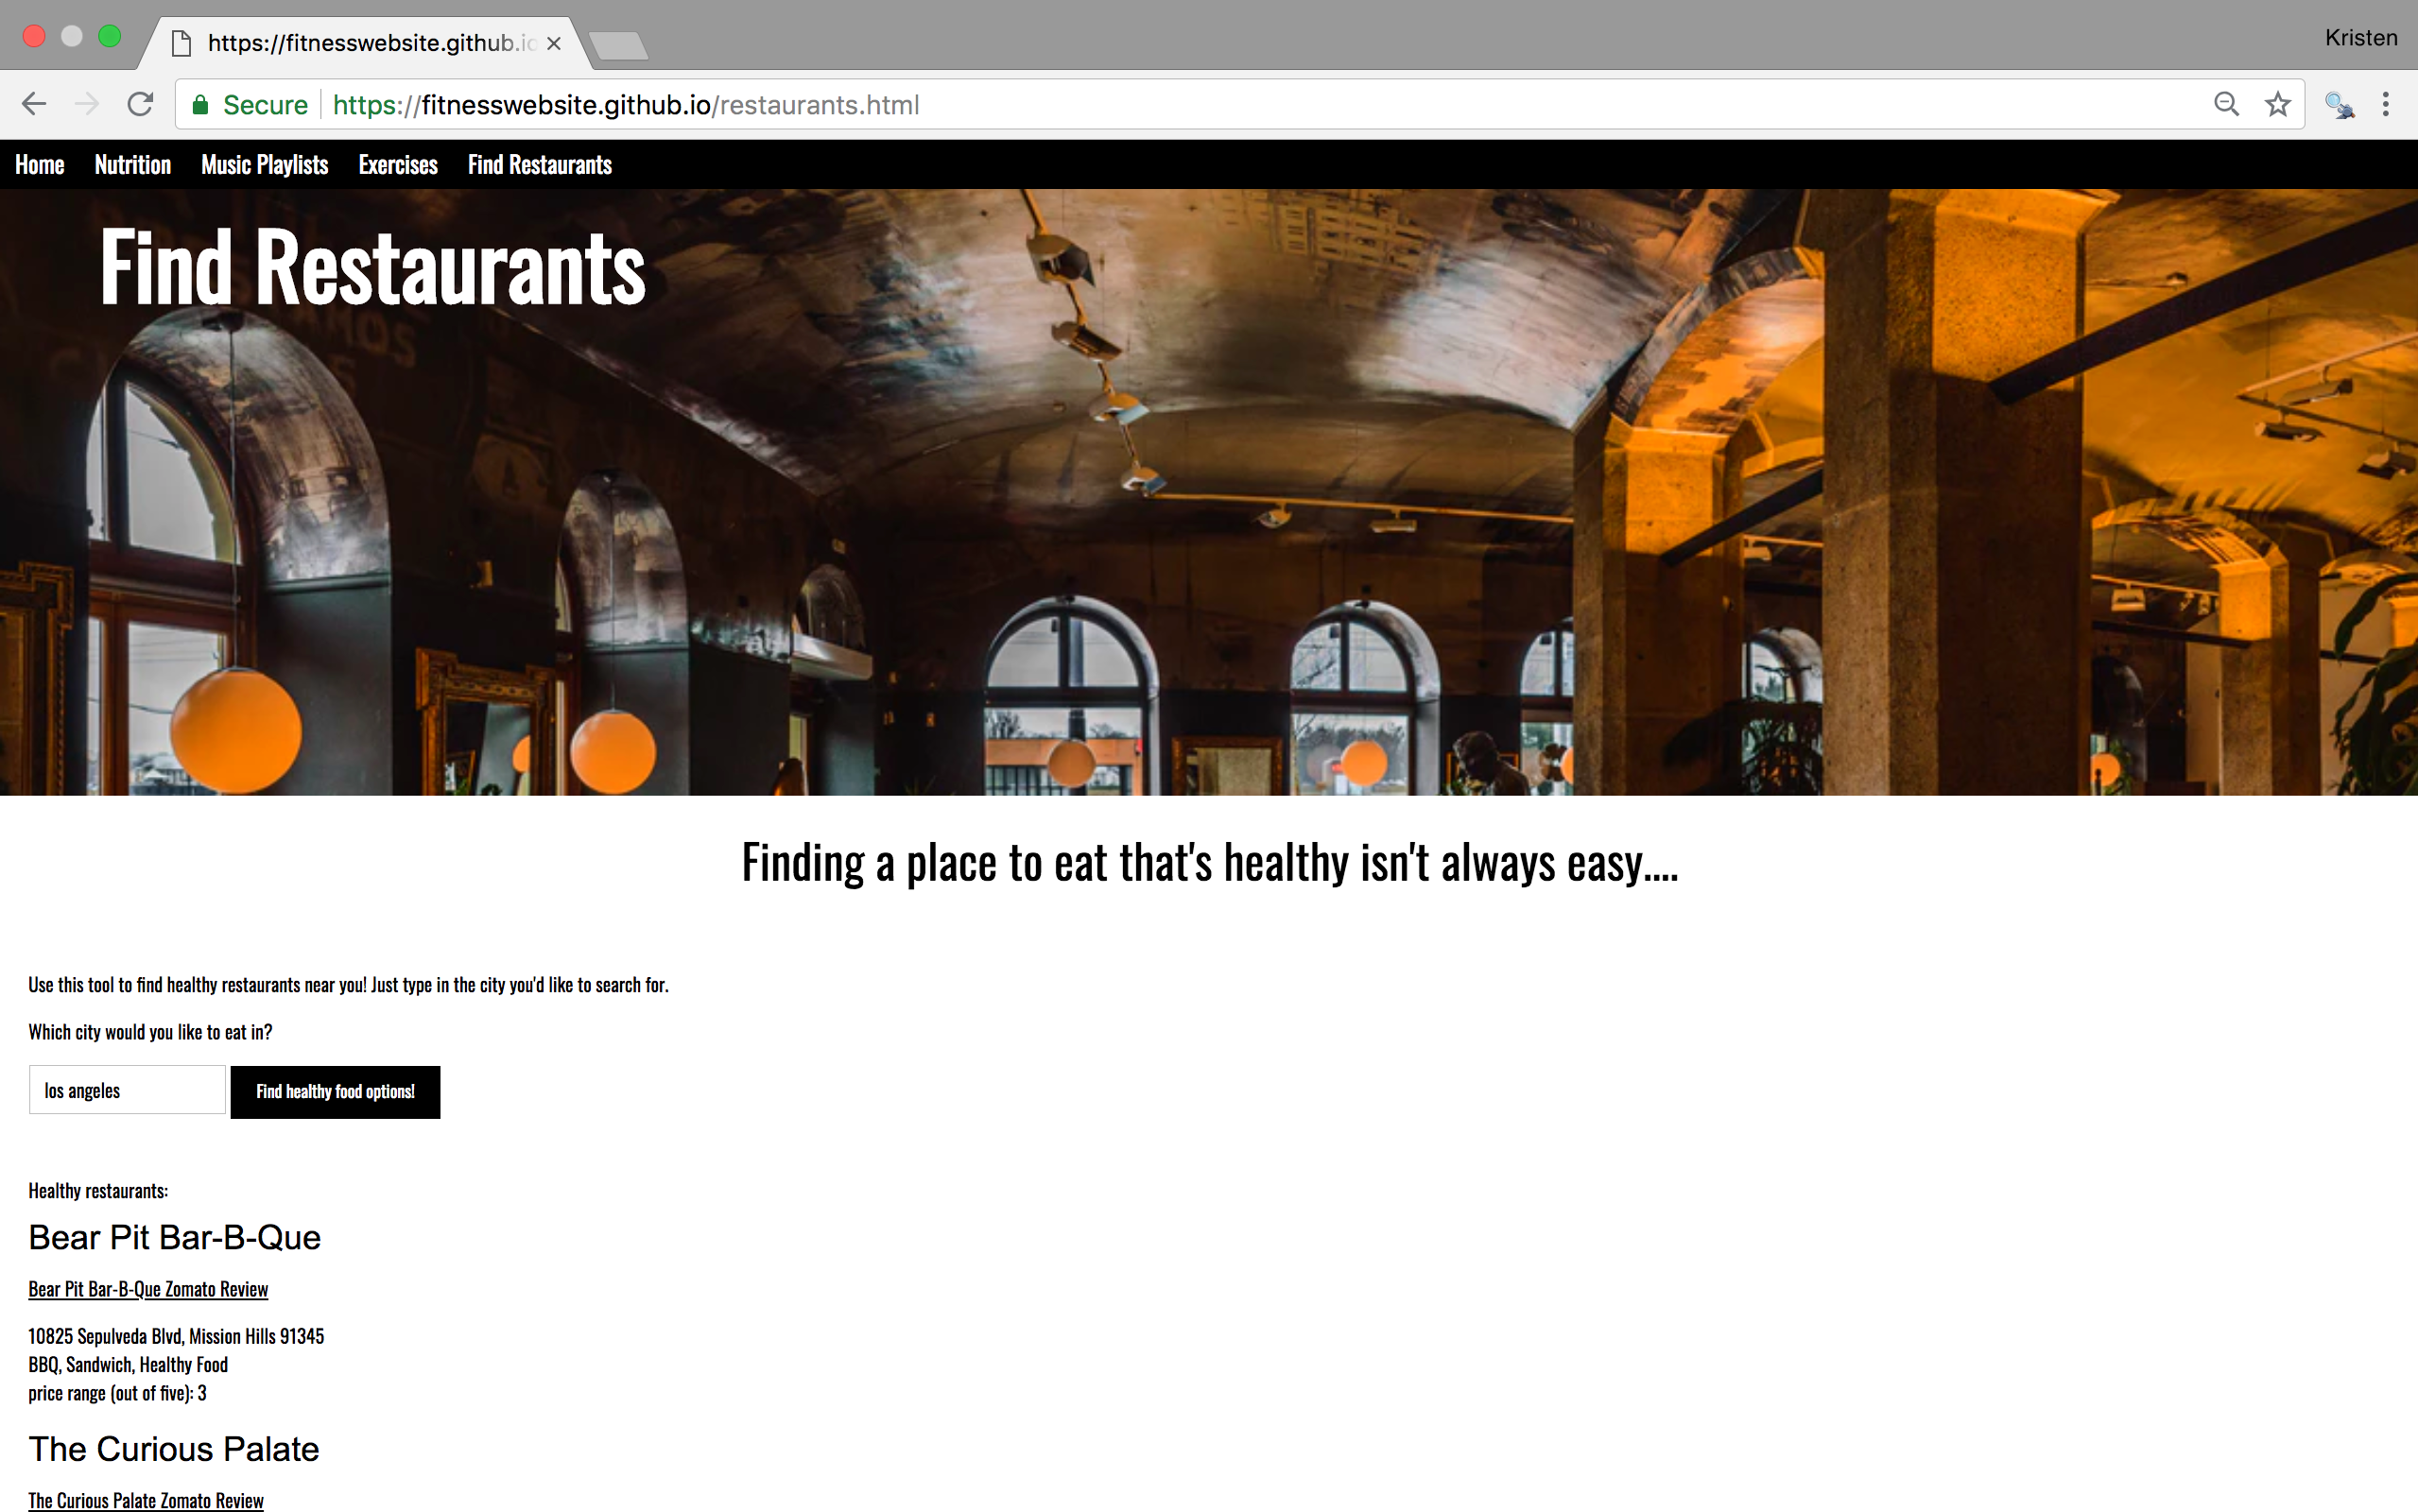 https://fitnesswebsite.github.io
Kristen
Secure https://fitnesswebsite.github.io/restaurants.html
Home Nutrition Music Playlists Exercises Find Restaurants
Find Restaurants
Finding a place to eat that's healthy isn't always easy....
Use this tool to find healthy restaurants near you! Just type in the city you'd like to search for.
Which city would you like to eat in?
los angeles Find healthy food options!
Healthy restaurants:
Bear Pit Bar-B-Que
Bear Pit Bar-B-Que Zomato Review
10825 Sepulveda Blvd, Mission Hills 91345
BBQ, Sandwich, Healthy Food
price range (out of five): 3
The Curious Palate
The Curious Palate Zomato Review